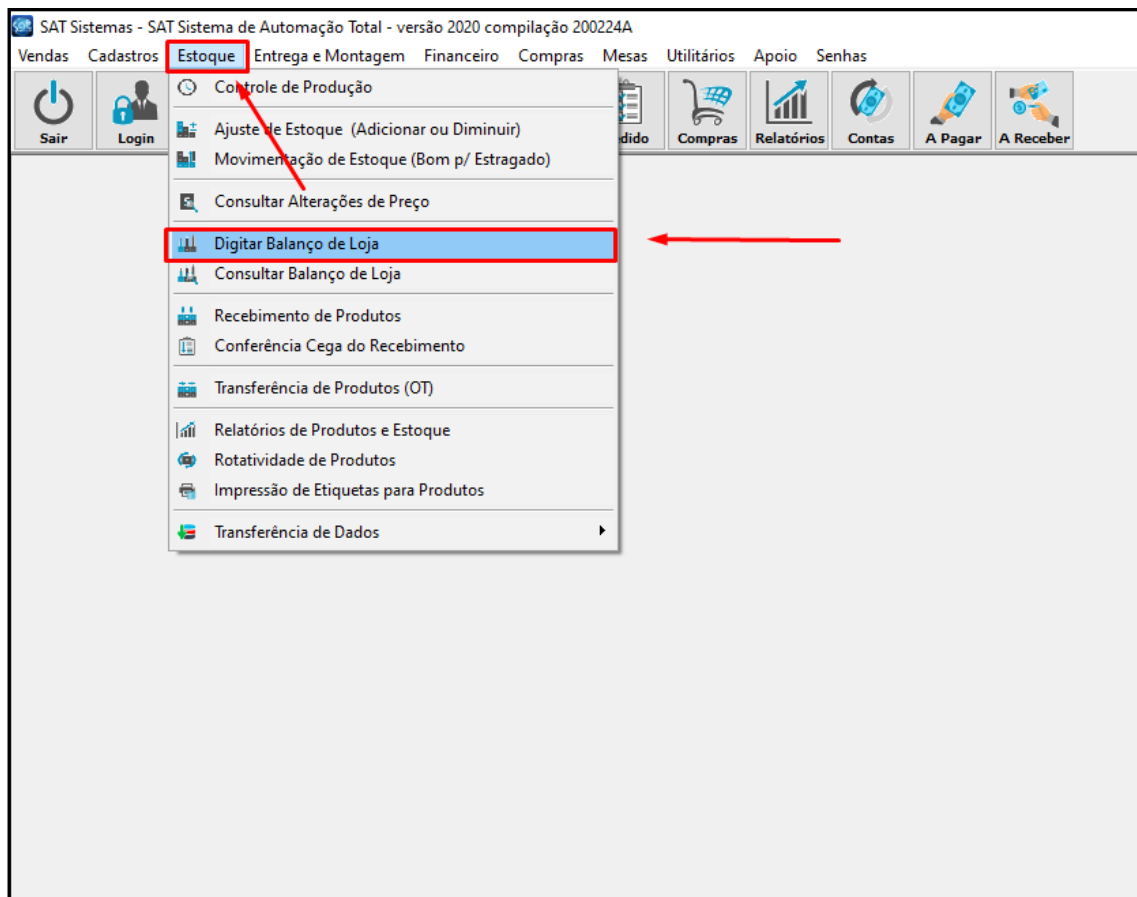 SAT Sistemas - SAT Sistema de Automação Total - versão 2020 compilação 200224A
Vendas Cadastros Estoque Entrega e Montagem Financeiro Compras Mesas Utilitários Apoio Senhas
Sair Login Compras Relatórios Contas A Pagar A Receber
Controle de Produção
Ajuste de Estoque (Adicionar ou Diminuir)
Movimentação de Estoque (Bom p/ Estragado)
Consultar Alterações de Preço
Digitar Balanço de Loja
Consultar Balanço de Loja
Recebimento de Produtos
Conferência Cega do Recebimento
Transferência de Produtos (OT)
Relatórios de Produtos e Estoque
Rotatividade de Produtos
Impressão de Etiquetas para Produtos
Transferência de Dados